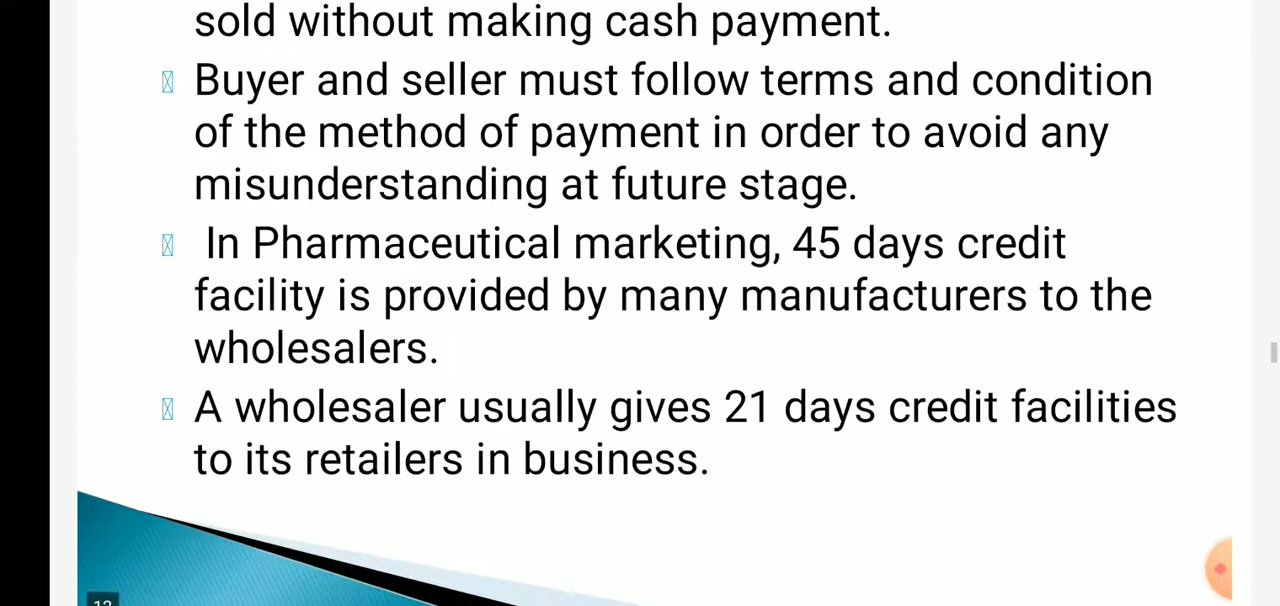 sold without making cash payment.
Buyer and seller must follow terms and condition
of the method of payment in order to avoid any
misunderstanding at future stage.
In Pharmaceutical marketing, 45 days credit
facility is provided by many manufacturers to the
wholesalers.
A wholesaler usually gives 21 days credit facilities
to its retailers in business.